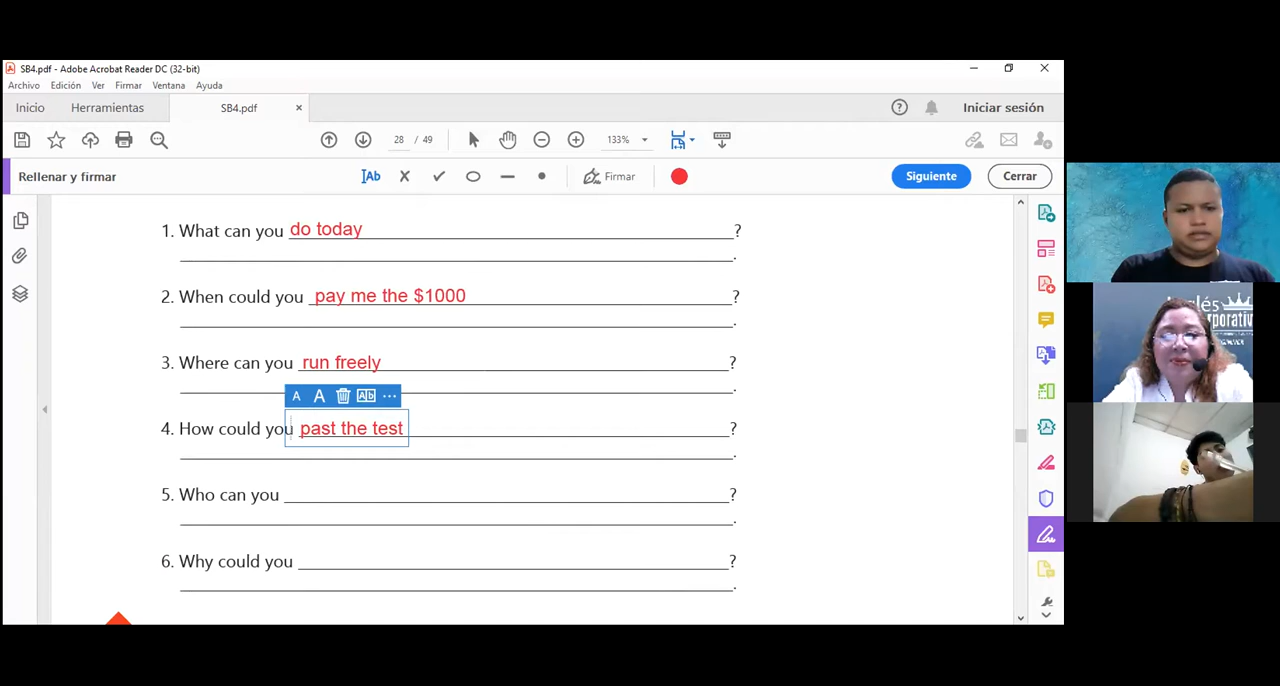 SB4.pdf - Adobe Acrobat Reader DC (32-bit)
Archivo Edición Ver Firmar Ventana Ayuda
Inicio Herramientas SB4.pdf × Iniciar sesión
28 / 49 133%
Rellenar y firmar Ab Firmar Siguiente Cerrar
1. What can you do today ?
.
2. When could you pay me the $1000 ?
.
3. Where can you run freely ?
.
A A Ab ...
4. How could you past the test ?
.
5. Who can you ?
.
6. Why could you ?
.